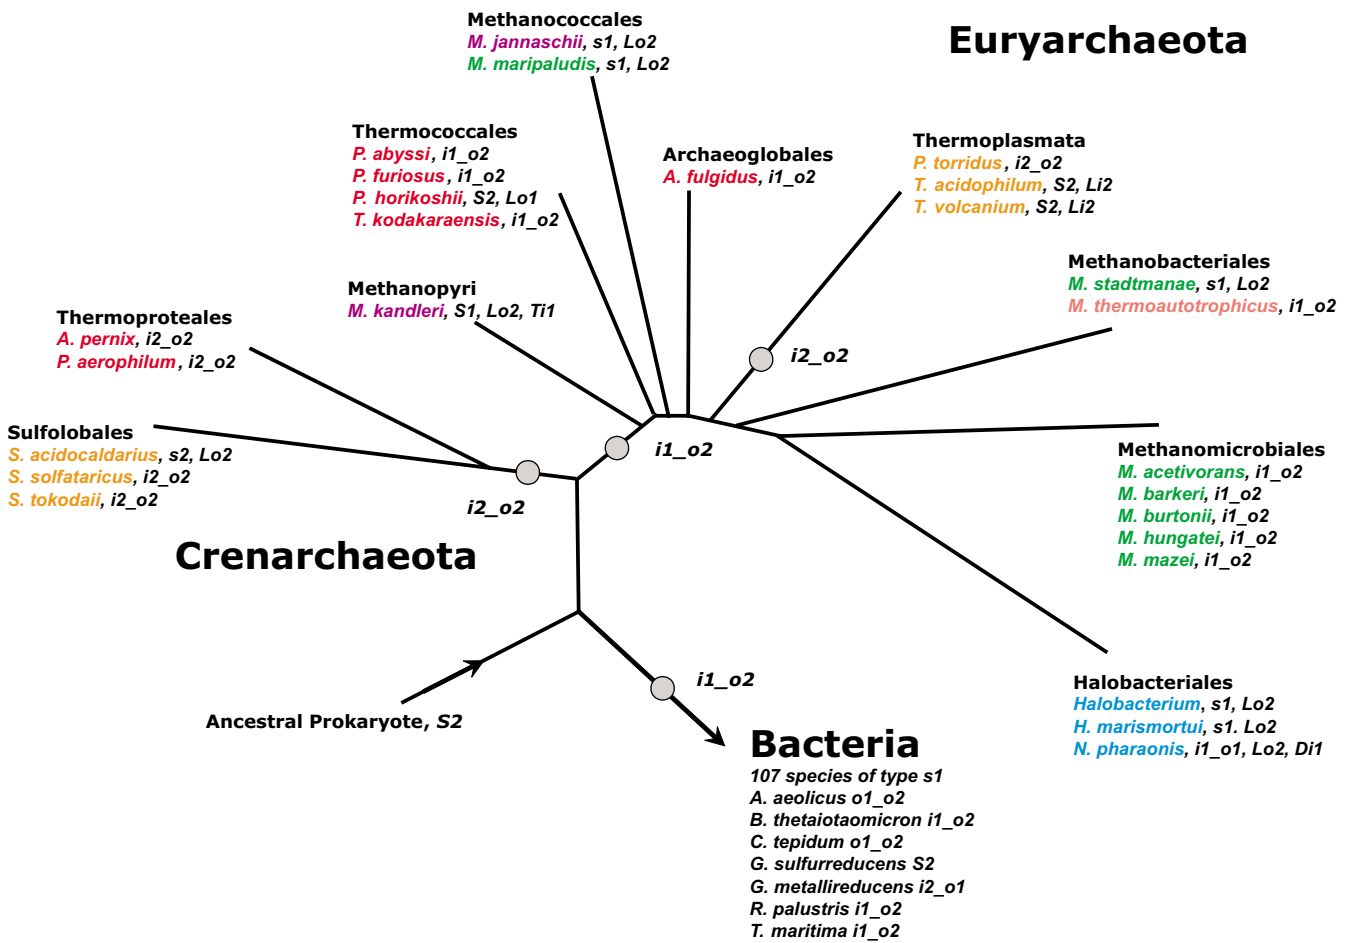 Methanococcales
M. jannaschii, s1, Lo2
M. maripaludis, s1, Lo2
Euryarchaeota
Thermococcales
P. abyssi, i1_o2
P. furiosus, i1_o2
P. horikoshii, S2, Lo1
T. kodakaraensis, i1_o2
Archaeoglobales
A. fulgidus, i1_o2
Thermoplasmata
P. torridus, i2_o2
T. acidophilum, S2, Li2
T. volcanium, S2, Li2
Methanobacteriales
M. stadtmanae, s1, Lo2
M. thermoautotrophicus, i1_o2
Methanopyri
M. kandleri, S1, Lo2, Ti1
Thermoproteales
A. pernix, i2_o2
P. aerophilum, i2_o2
i2_o2
Sulfolobales
S. acidocaldarius, s2, Lo2
S. solfataricus, i2_o2
S. tokodaii, i2_o2
i1_o2
i2_o2
Methanomicrobiales
M. acetivorans, i1_o2
M. barkeri, i1_o2
M. burtonii, i1_o2
M. hungatei, i1_o2
M. mazei, i1_o2
Crenarchaeota
i1_o2
Ancestral Prokaryote, S2
Halobacteriales
Halobacterium, s1, Lo2
H. marismortui, s1. Lo2
N. pharaonis, i1_o1, Lo2, Di1
Bacteria
107 species of type s1
A. aeolicus o1_o2
B. thetaiotaomicron i1_o2
C. tepidum o1_o2
G. sulfurreducens S2
G. metallireducens i2_o1
R. palustris i1_o2
T. maritima i1_o2